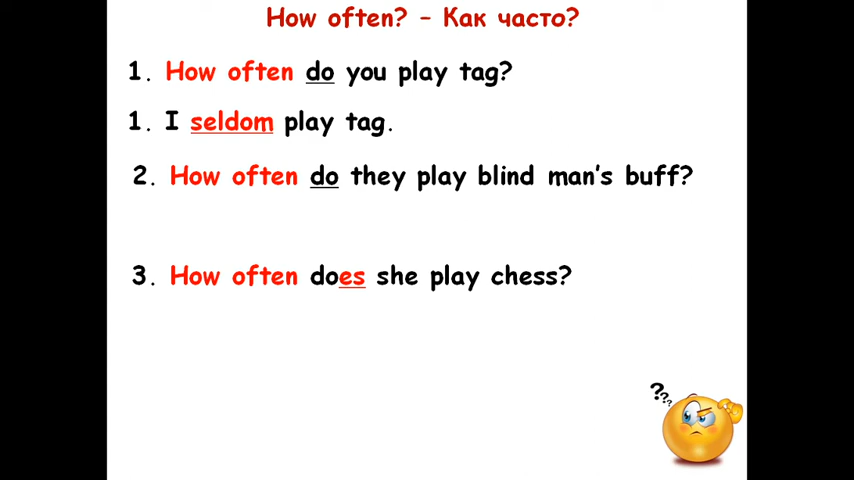 How often? – Как часто?
1. How often do you play tag?
1. I seldom play tag.
2. How often do they play blind man's buff?
3. How often does she play chess?
???